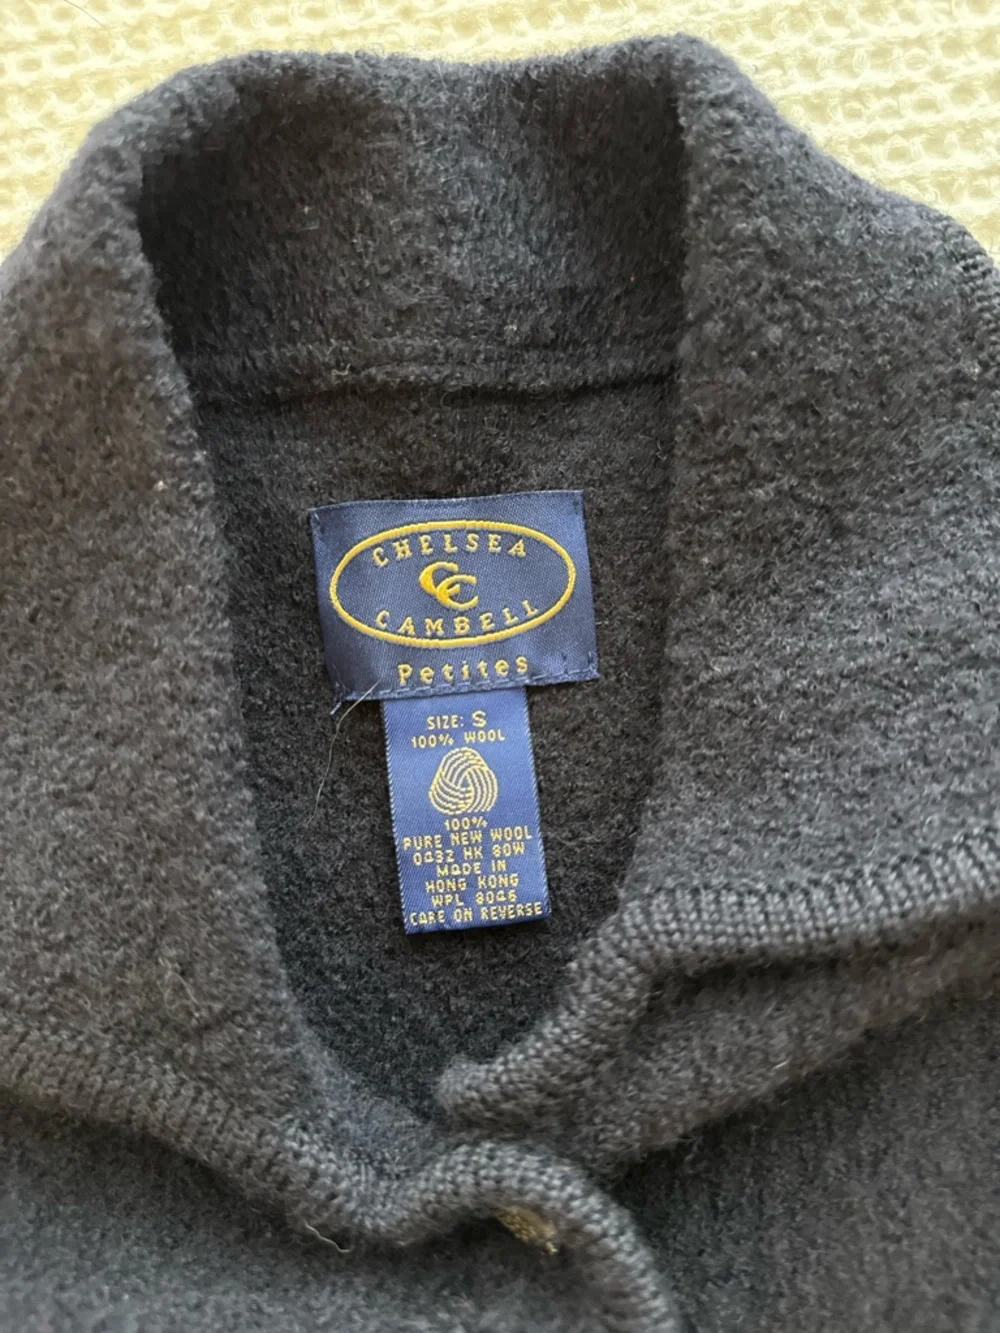 CHELSEA
CC
CAMBELL
Petites
SIZE: S
100% WOOL
100%
PURE NEW WOOL
0432 HK 80W
MADE IN
HONG KONG
WPL 8046
CARE ON REVERSE